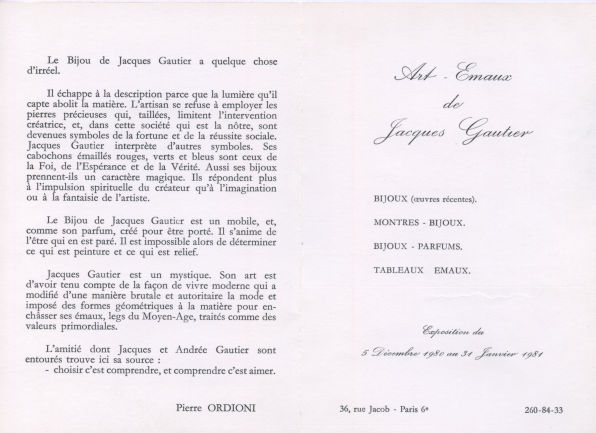 Le Bijou de Jacques Gautier a quelque chose
d'irréel.
Il échappe à la description parce que la lumière qu'il
capte abolit la matière. L'artisan se refuse à employer les
pierres précieuses qui, taillées, limitent l'intervention
créatrice, et, dans cette société qui est la nôtre, sont
devenues symboles de la fortune et de la réussite sociale.
Jacques Gautier interprète d'autres symboles. Ses
cabochons émaillés rouges, verts et bleus sont ceux de
la Foi, de l'Espérance et de la Vérité. Aussi ses bijoux
prennent-ils un caractère magique. Ils répondent plus
à l'impulsion spirituelle du créateur qu'à l'imagination
ou à la fantaisie de l'artiste.
Le Bijou de Jacques Gautier est un mobile, et,
comme son parfum, créé pour être porté. Il s'anime de
l'être qui en est paré. Il est impossible alors de déterminer
ce qui est peinture et ce qui est relief.
Jacques Gautier est un mystique. Son art est
d'avoir tenu compte de la façon de vivre moderne qui a
modifié d'une manière brutale et autoritaire la mode et
imposé des formes géométriques à la matière pour en-
châsser ses émaux, legs du Moyen-Age, traités comme des
valeurs primordiales.
L'amitié dont Jacques et Andrée Gautier sont
entourés trouve ici sa source :
- choisir c'est comprendre, et comprendre c'est aimer.
Pierre ORDIONI
Art - Emaux
de
Jacques Gautier
BIJOUX (œuvres récentes).
MONTRES - BIJOUX.
BIJOUX - PARFUMS.
TABLEAUX EMAUX.
Exposition du
5 Décembre 1980 au 31 Janvier 1981
36, rue Jacob - Paris 6e
260-84-33